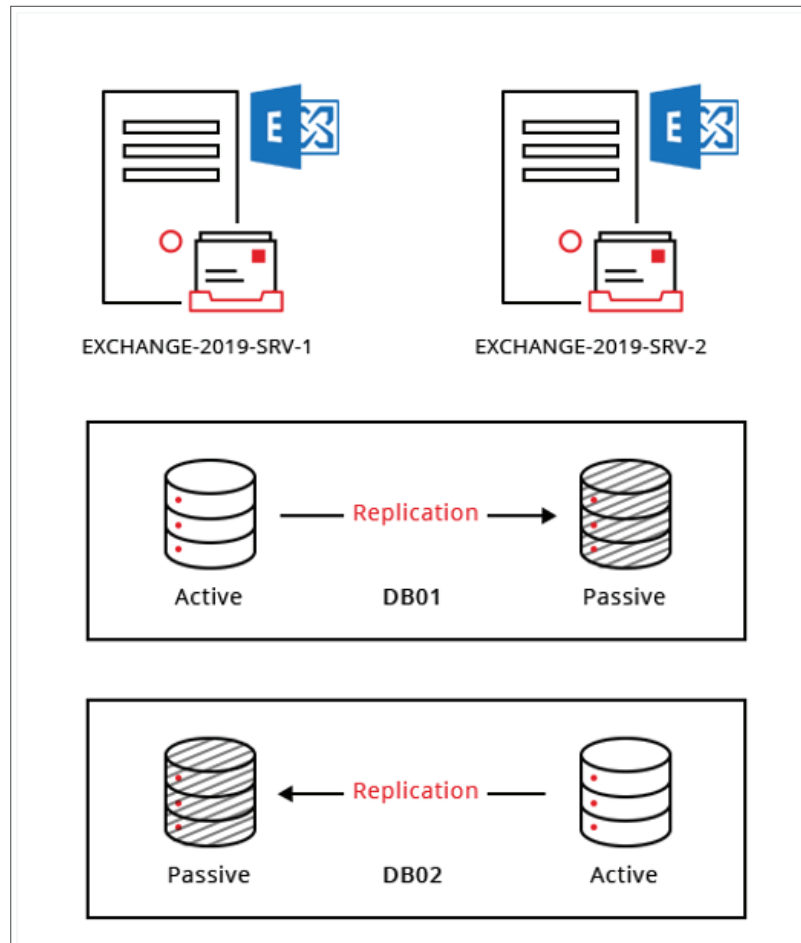 E
E
EXCHANGE-2019-SRV-1
EXCHANGE-2019-SRV-2
Replication
Active
DB01
Passive
Replication
Passive
DB02
Active